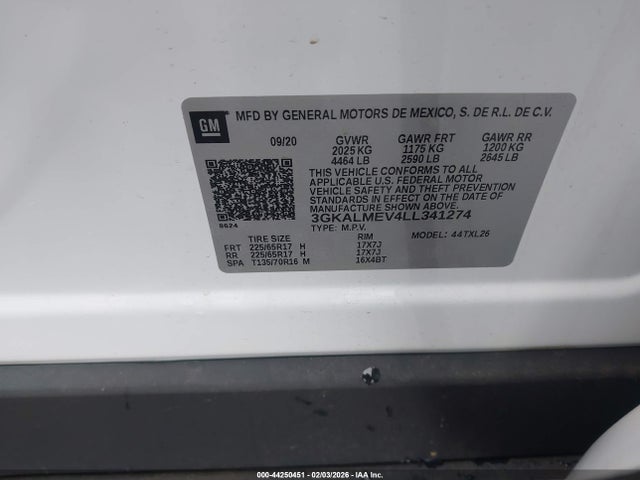 GM MFD BY GENERAL MOTORS DE MEXICO, S. DE R.L. DE C.V.
09/20 GVWR GAWR FRT GAWR RR
2025 KG 1175 KG 1200 KG
4464 LB 2590 LB 2645 LB
THIS VEHICLE CONFORMS TO ALL
APPLICABLE U.S. FEDERAL MOTOR
VEHICLE SAFETY AND THEFT PREVENTION
STANDARDS IN EFFECT ON THE DATE OF
MANUFACTURE SHOWN ABOVE.
3GKALMEV4LL341274
8624 TYPE: M.P.V. MODEL: 44TXL26
TIRE SIZE RIM
FRT 225/65R17 H 17X7J
RR 225/65R17 H 17X7J
SPA T135/70R16 M 16X4BT
000-44250451 02/03/2026 IAA Inc.